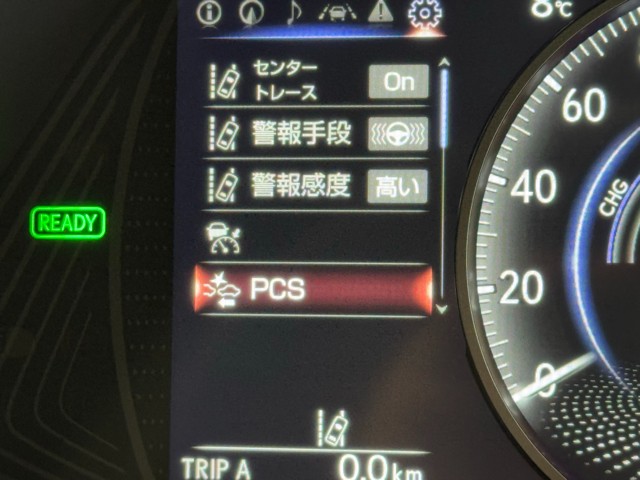 8℃
センター
トレース
On
警報手段
警報感度
高い
PCS
READY
60
40
20
0
CHG
TRIP A
0.0km